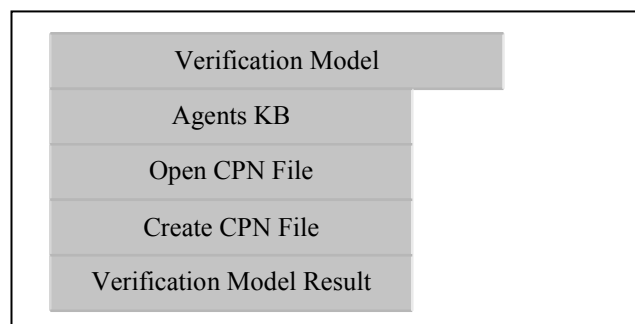 Verification Model
Agents KB
Open CPN File
Create CPN File
Verification Model Result